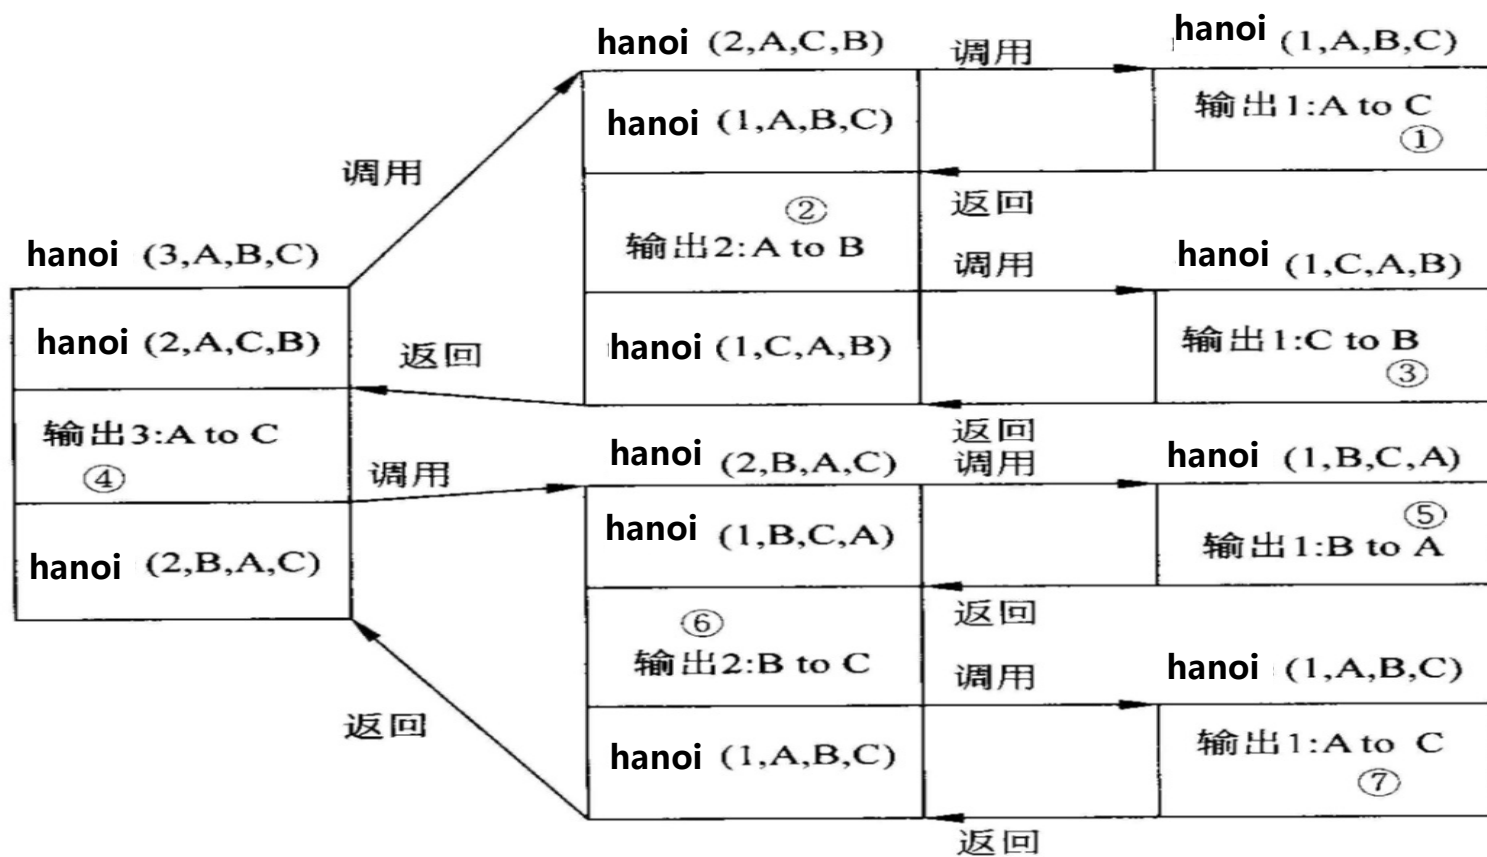 hanoi (3,A,B,C)
hanoi (2,A,C,B)
输出3:A to C
④
hanoi (2,B,A,C)
调用
返回
调用
返回
hanoi (2,A,C,B)
hanoi (1,A,B,C)
②
输出2:A to B
hanoi (1,C,A,B)
hanoi (2,B,A,C)
hanoi (1,B,C,A)
⑥
输出2:B to C
hanoi (1,A,B,C)
调用
返回
调用
返回
调用
返回
调用
返回
hanoi (1,A,B,C)
输出1:A to C
①
hanoi (1,C,A,B)
输出1:C to B
③
hanoi (1,B,C,A)
⑤
输出1:B to A
hanoi (1,A,B,C)
输出1:A to C
⑦